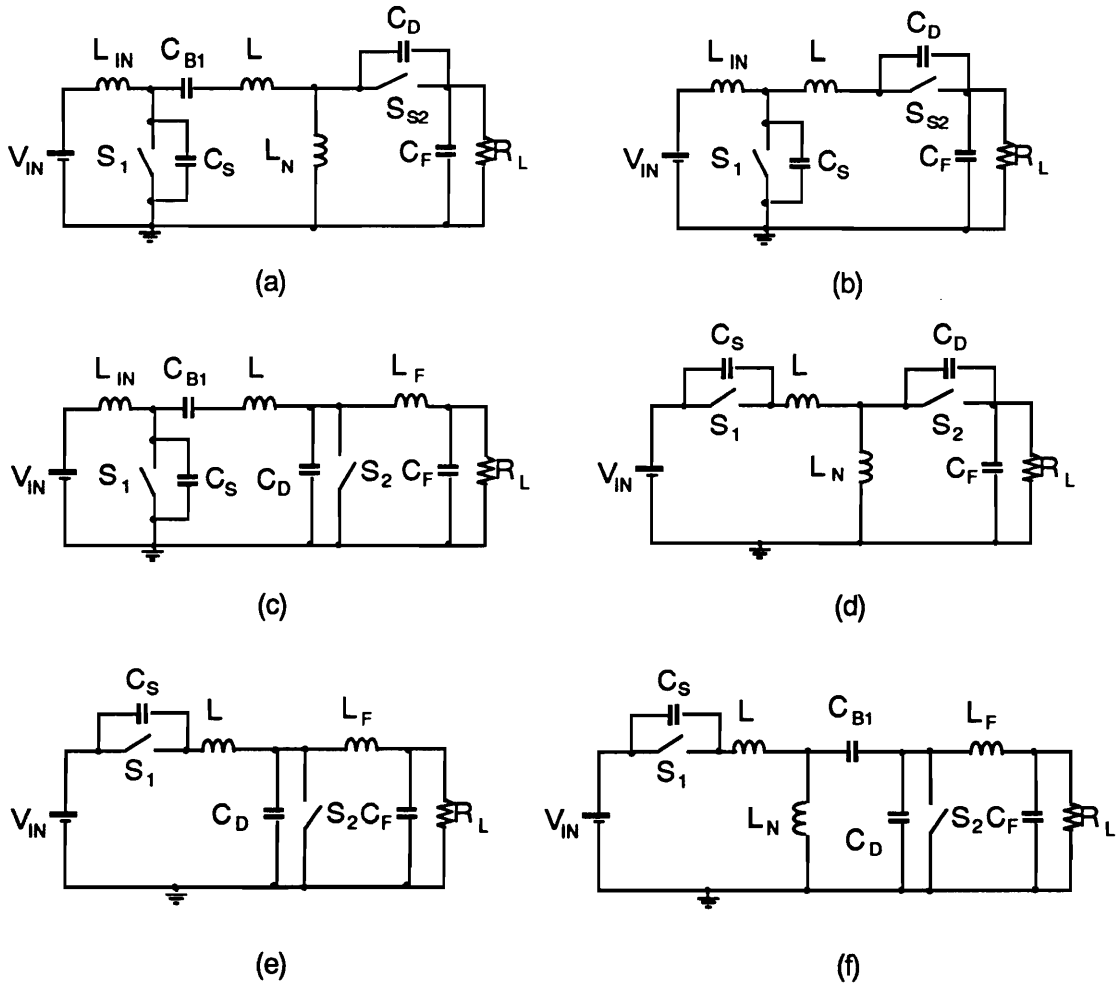 L_IN C_B1 L C_D
V_IN S_1 C_S L_N S_S2 C_F R_L
(a)
L_IN L C_D
V_IN S_1 C_S S_S2 C_F R_L
(b)
L_IN C_B1 L L_F
V_IN S_1 C_S C_D S_2 C_F R_L
(c)
C_S L C_D
V_IN S_1 L_N S_2 C_F R_L
(d)
C_S L L_F
V_IN S_1 C_D S_2 C_F R_L
(e)
C_S L C_B1 L_F
V_IN S_1 L_N C_D S_2 C_F R_L
(f)